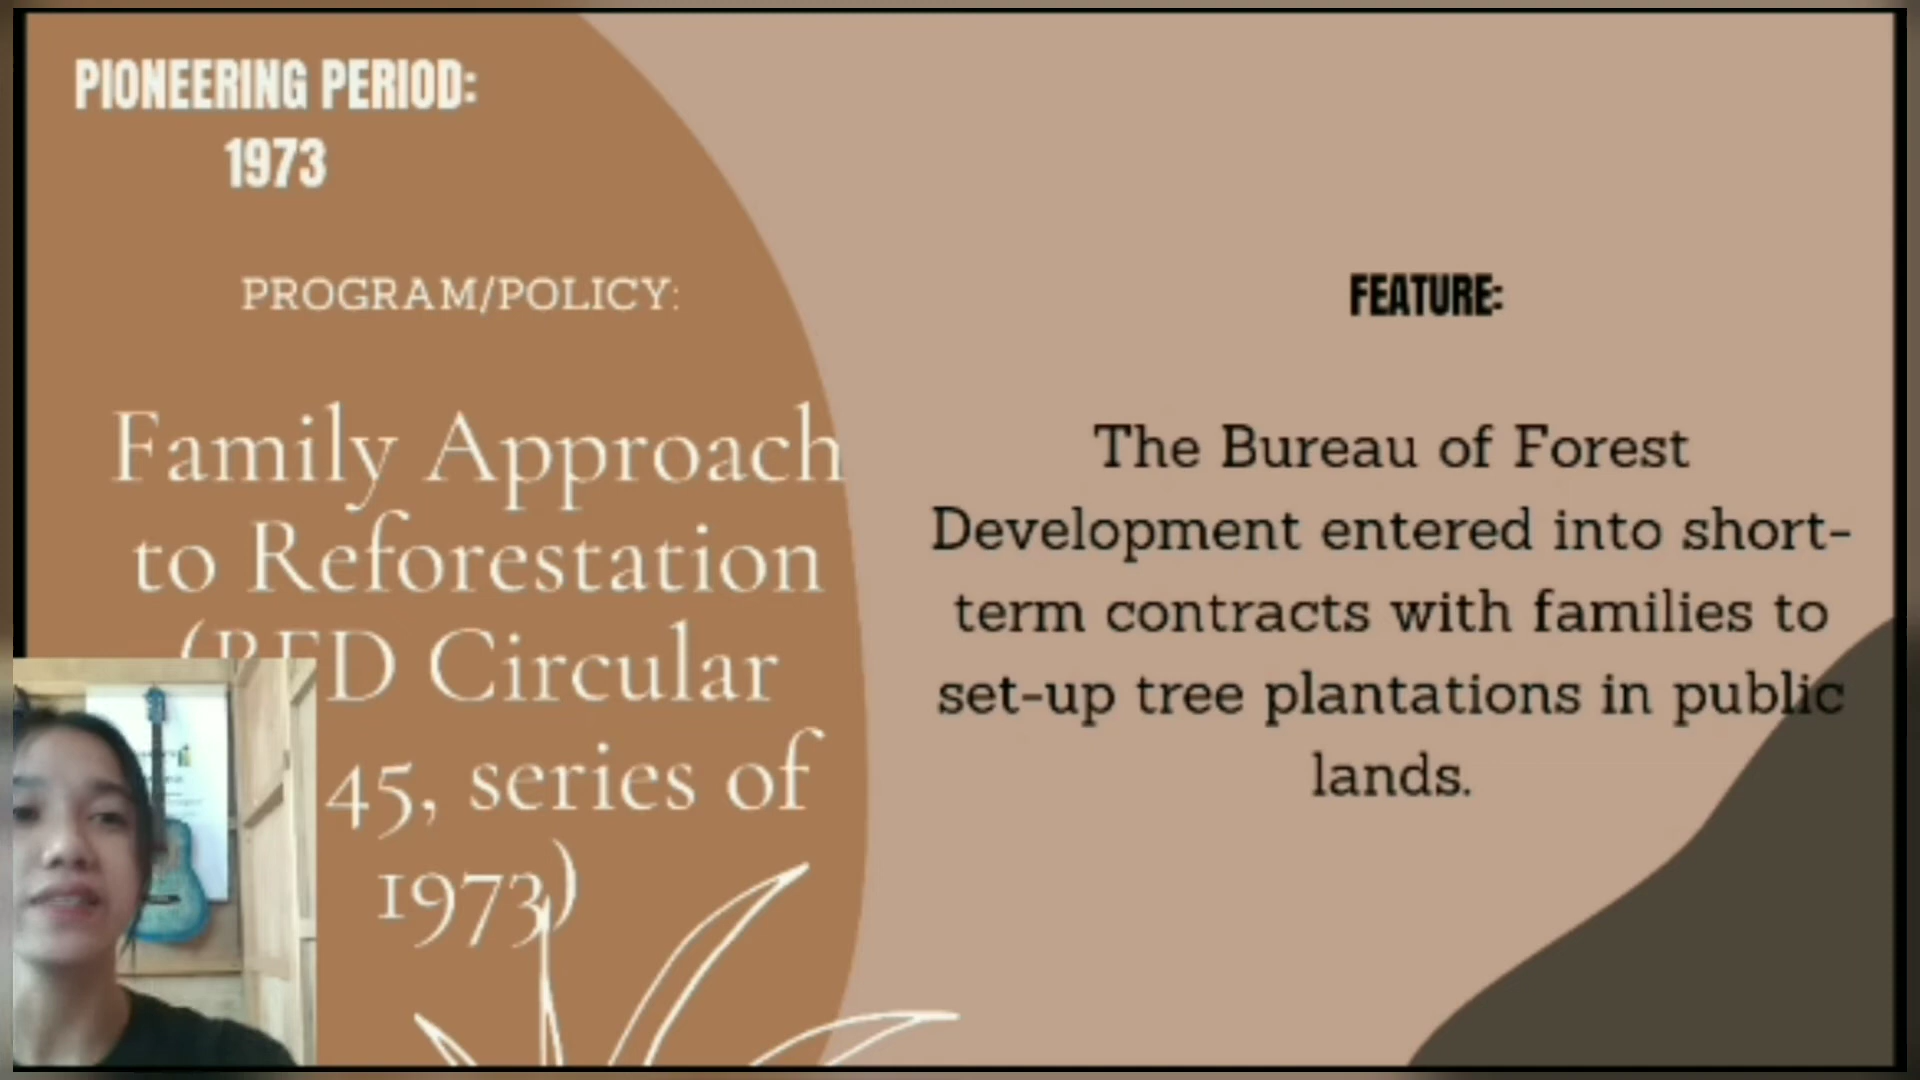 PIONEERING PERIOD:
1973
PROGRAM/POLICY:
Family Approach
to Reforestation
(BFD Circular
45, series of
1973)
FEATURE:
The Bureau of Forest
Development entered into short-
term contracts with families to
set-up tree plantations in public
lands.